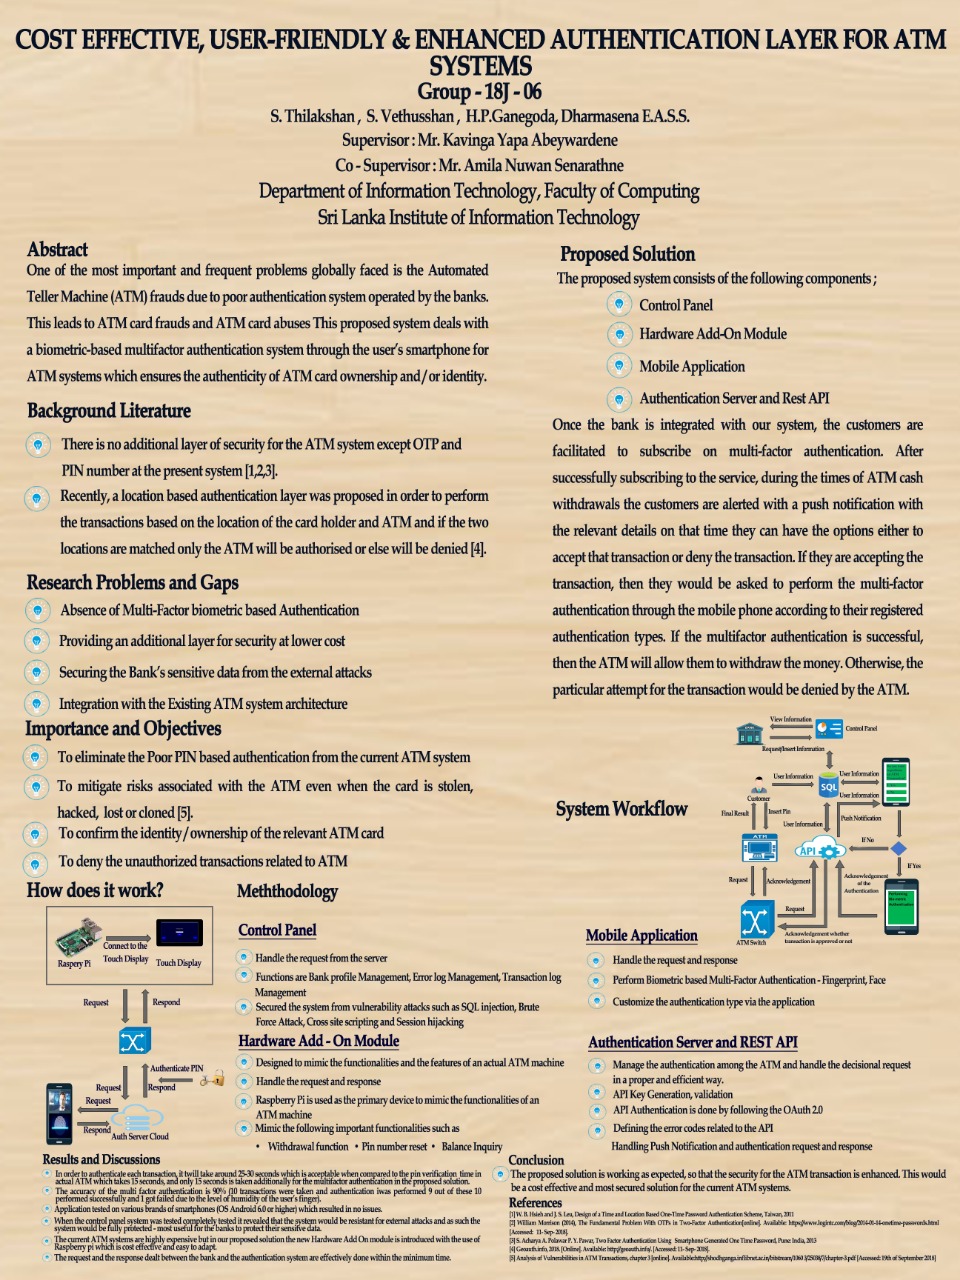 COST EFFECTIVE, USER-FRIENDLY & ENHANCED AUTHENTICATION LAYER FOR ATM
SYSTEMS
Group - 18J - 06
S. Thilakshan , S. Vethusshan , H.P.Ganegoda, Dharmasena E.A.S.S.
Supervisor : Mr. Kavinga Yapa Abeywardene
Co - Supervisor : Mr. Amila Nuwan Senarathne
Department of Information Technology, Faculty of Computing
Sri Lanka Institute of Information Technology
Abstract
One of the most important and frequent problems globally faced is the Automated
Teller Machine (ATM) frauds due to poor authentication system operated by the banks.
This leads to ATM card frauds and ATM card abuses This proposed system deals with
a biometric-based multifactor authentication system through the user's smartphone for
ATM systems which ensures the authenticity of ATM card ownership and/or identity.
Background Literature
There is no additional layer of security for the ATM system except OTP and
PIN number at the present system [1,2,3].
Recently, a location based authentication layer was proposed in order to perform
the transactions based on the location of the card holder and ATM and if the two
locations are matched only the ATM will be authorised or else will be denied [4].
Research Problems and Gaps
Absence of Multi-Factor biometric based Authentication
Providing an additional layer for security at lower cost
Securing the Bank's sensitive data from the external attacks
Integration with the Existing ATM system architecture
Importance and Objectives
To eliminate the Poor PIN based authentication from the current ATM system
To mitigate risks associated with the ATM even when the card is stolen,
hacked, lost or cloned [5].
To confirm the identity/ownership of the relevant ATM card
To deny the unauthorized transactions related to ATM
Proposed Solution
The proposed system consists of the following components ;
Control Panel
Hardware Add-On Module
Mobile Application
Authentication Server and Rest API
Once the bank is integrated with our system, the customers are
facilitated to subscribe on multi-factor authentication. After
successfully subscribing to the service, during the times of ATM cash
withdrawals the customers are alerted with a push notification with
the relevant details on that time they can have the options either to
accept that transaction or deny the transaction. If they are accepting the
transaction, then they would be asked to perform the multi-factor
authentication through the mobile phone according to their registered
authentication types. If the multifactor authentication is successful,
then the ATM will allow them to withdraw the money. Otherwise, the
particular attempt for the transaction would be denied by the ATM.
System Workflow
View Information
Control Panel
Request/Insert Information
User Information
SQL
User Information
Customer
User Information
Final Result
Insert Pin
User Information
Push Notification
ATM
API
If No
If Yes
Request
Acknowledgement
Acknowledgement
of the
Authentication
Request
ATM Switch
Acknowledgement whether
transaction is approved or not
How does it work?
Raspery Pi
Connect to the
Touch Display
Touch Display
Request
Respond
Authenticate PIN
Request
Respond
Request
Respond
Auth Server Cloud
Meththodology
Control Panel
Handle the request from the server
Functions are Bank profile Management, Error log Management, Transaction log
Management
Secured the system from vulnerability attacks such as SQL injection, Brute
Force Attack, Cross site scripting and Session hijacking
Hardware Add - On Module
Designed to mimic the functionalities and the features of an actual ATM machine
Handle the request and response
Raspberry Pi is used as the primary device to mimic the functionalities of an
ATM machine
Mimic the following important functionalities such as
• Withdrawal function • Pin number reset • Balance Inquiry
Mobile Application
Handle the request and response
Perform Biometric based Multi-Factor Authentication - Fingerprint, Face
Customize the authentication type via the application
Authentication Server and REST API
Manage the authentication among the ATM and handle the decisional request
in a proper and efficient way.
API Key Generation, validation
API Authentication is done by following the OAuth 2.0
Defining the error codes related to the API
Handling Push Notification and authentication request and response
Results and Discussions
In order to authenticate each transaction, it twill take around 25-30 seconds which is acceptable when compared to the pin verification time in
actual ATM which takes 15 seconds, and only 15 seconds is taken additionally for the multifactor authentication in the proposed solution.
The accuracy of the multi factor authentication is 90% (10 transactions were taken and authentication iwas performed 9 out of these 10
performed successfully and 1 got failed due to the level of humidity of the user's finger).
Application tested on various brands of smartphones (OS Android 6.0 or higher) which resulted in no issues.
When the control panel system was tested completely tested it revealed that the system would be resistant for external attacks and as such the
system would be fully protected - most useful for the banks to protect their sensitive data.
The current ATM systems are highly expensive but in our proposed solution the new Hardware Add On module is introduced with the use of
Raspberry pi which is cost effective and easy to adapt.
The request and the response dealt between the bank and the authentication system are effectively done within the minimum time.
Conclusion
The proposed solution is working as expected, so that the security for the ATM transaction is enhanced. This would
be a cost effective and most secured solution for the current ATM systems.
References
[1] W. B. Hsieh and J. S. Leu, Design of a Time and Location Based One-Time Password Authentication Scheme, Taiwan, 2011
[2] William Morrison (2014), The Fundamental Problem With OTPs in Two-Factor Authentication[online]. Available:
[Accessed: 11- Sep-2018].
[3] S. Acharya A. Polawar P. Y. Pawar, Two Factor Authentication Using Smartphone Generated One Time Password, Pune: India, 2013
[4] Geoauth.info, 2018. [Online]. Available: http://geoauth.info/. [Accessed: 11- Sep- 2018].
[5] Analysis of Vulnerabilities in ATM Transactions, chapter 3 [online]. [Accessed: 19th of September 2018]